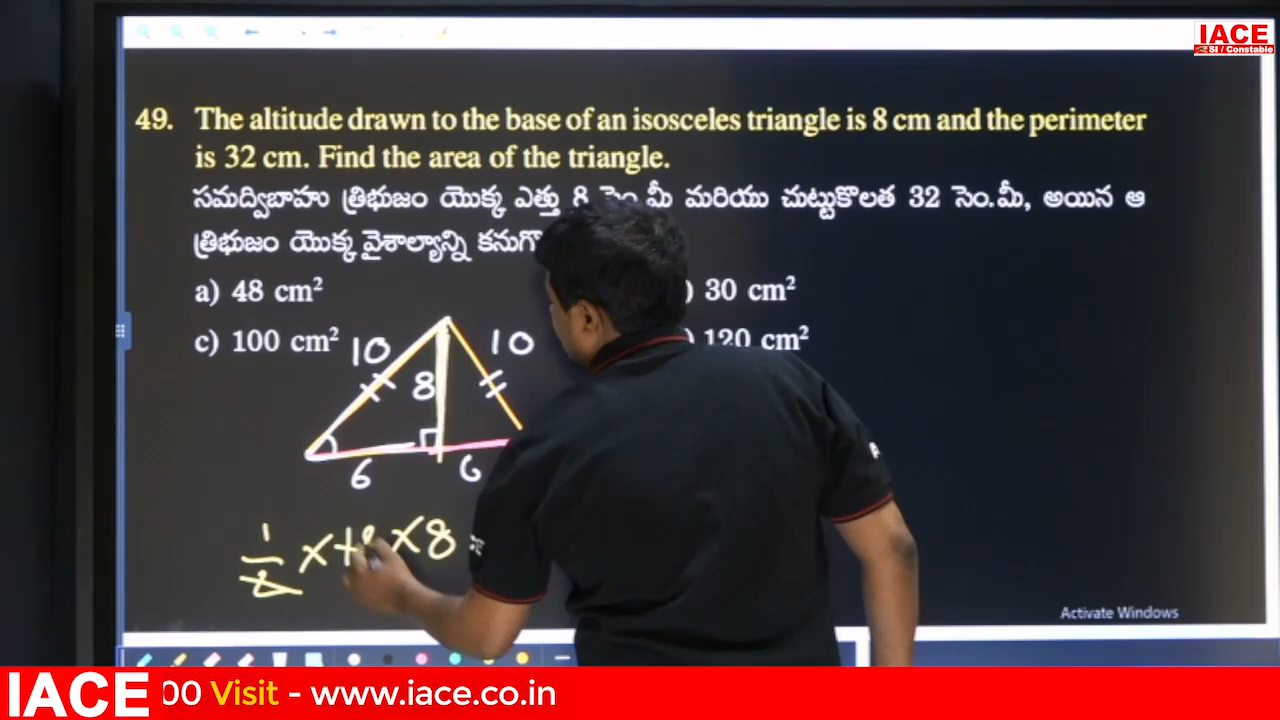 IACE
SI / Constable
49. The altitude drawn to the base of an isosceles triangle is 8 cm and the perimeter
is 32 cm. Find the area of the triangle.
సమద్విబాహు త్రిభుజం యొక్క ఎత్తు 8 సెం.మీ మరియు చుట్టుకొలత 32 సెం.మీ, అయిన ఆ
త్రిభుజం యొక్క వైశాల్యాన్ని
a) 48 cm² ) 30 cm²
c) 100 cm² ) 120 cm²
10 10
8
6 6
1/2 × × 8
Activate Windows
IACE 00 Visit - www.iace.co.in